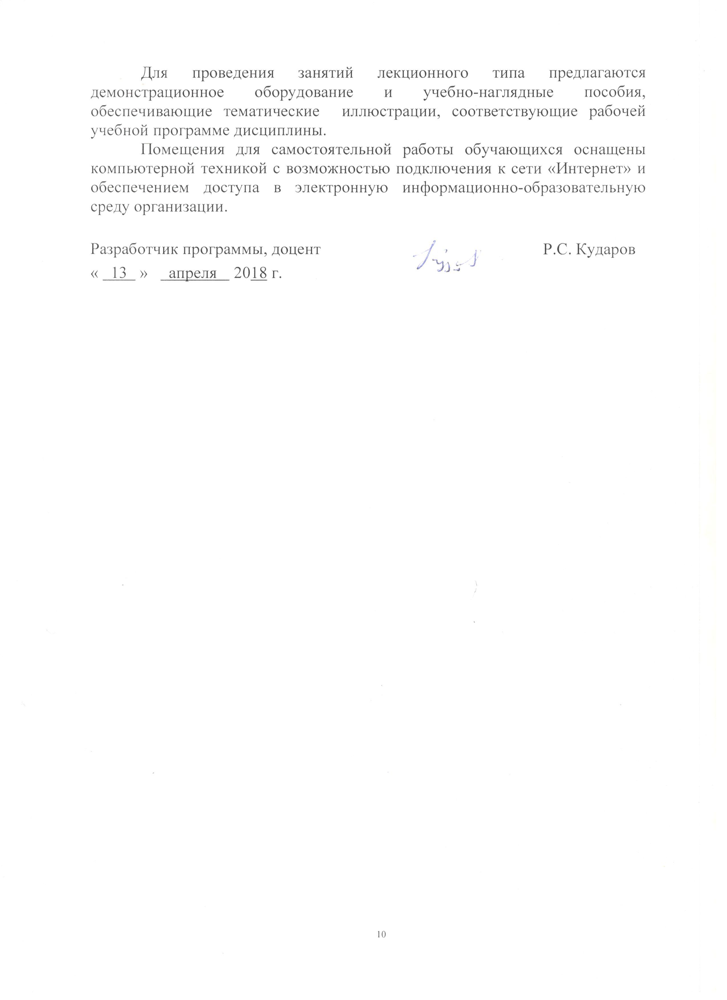 Для проведения занятий лекционного типа предлагаются
демонстрационное оборудование и учебно-наглядные пособия,
обеспечивающие тематические иллюстрации, соответствующие рабочей
учебной программе дисциплины.
Помещения для самостоятельной работы обучающихся оснащены
компьютерной техникой с возможностью подключения к сети «Интернет» и
обеспечением доступа в электронную информационно-образовательную
среду организации.
Разработчик программы, доцент Р.С. Кударов
« 13 » апреля 2018 г.
10